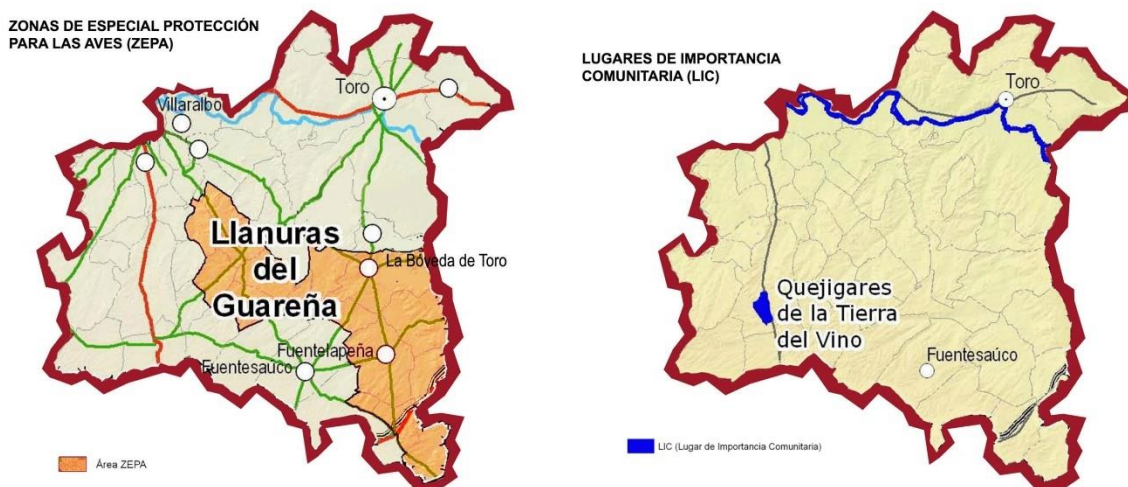 ZONAS DE ESPECIAL PROTECCIÓN
PARA LAS AVES (ZEPA)
Toro
Villaralbo
Llanuras
del
Guareña
La Bóveda de Toro
Fuentelapeña
Fuentesaúco
Área ZEPA
LUGARES DE IMPORTANCIA
COMUNITARIA (LIC)
Toro
Quejigares
de la Tierra
del Vino
Fuentesaúco
LIC (Lugar de Importancia Comunitaria)